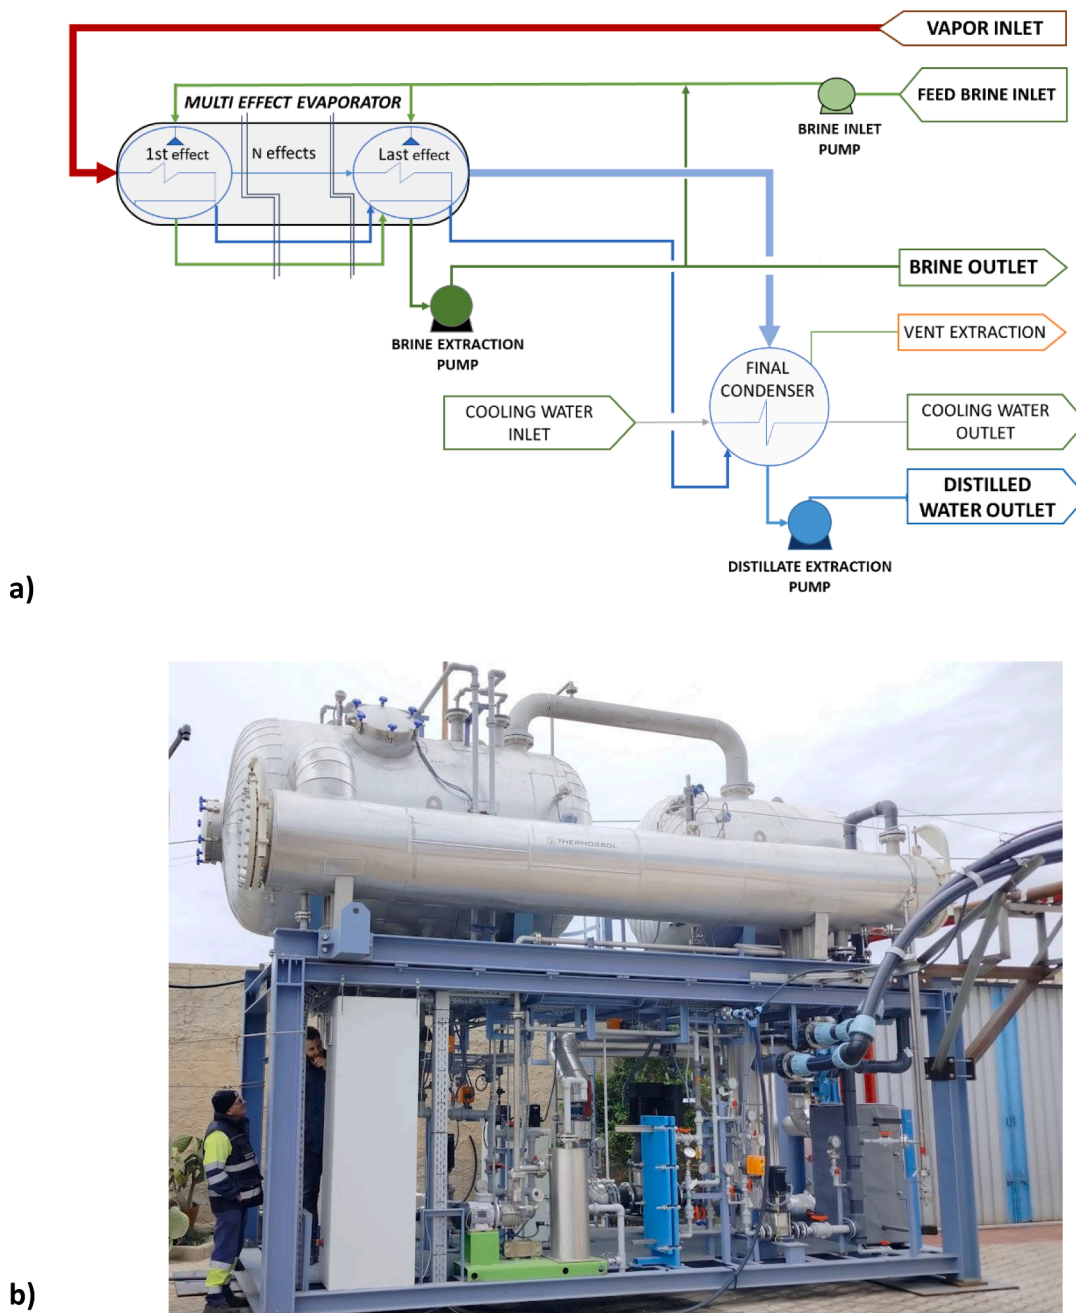 VAPOR INLET
FEED BRINE INLET
BRINE INLET
PUMP
MULTI EFFECT EVAPORATOR
1st effect
N effects
Last effect
BRINE OUTLET
BRINE EXTRACTION
PUMP
VENT EXTRACTION
FINAL
CONDENSER
COOLING WATER
INLET
COOLING WATER
OUTLET
DISTILLED
WATER OUTLET
DISTILLATE EXTRACTION
PUMP
a)
THERMOSSOL
b)